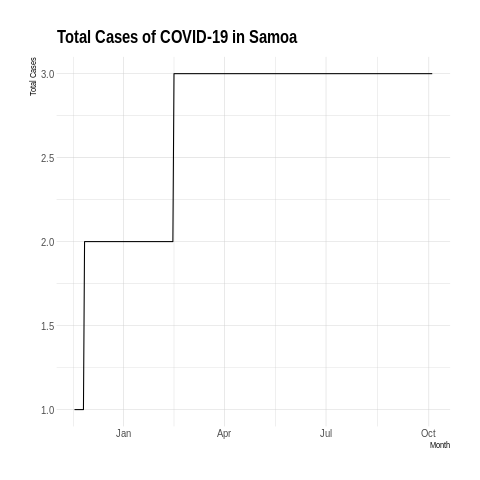 Total Cases of COVID-19 in Samoa
Total Cases
3.0
2.5
2.0
1.5
1.0
Jan Apr Jul Oct
Month